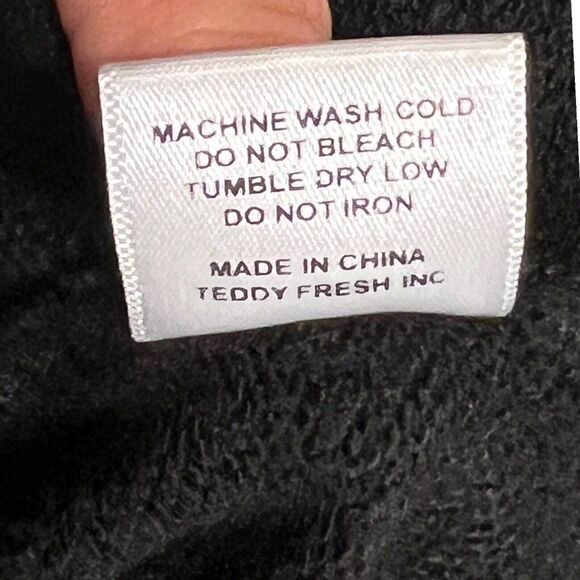 MACHINE WASH COLD
DO NOT BLEACH
TUMBLE DRY LOW
DO NOT IRON
MADE IN CHINA
TEDDY FRESH INC